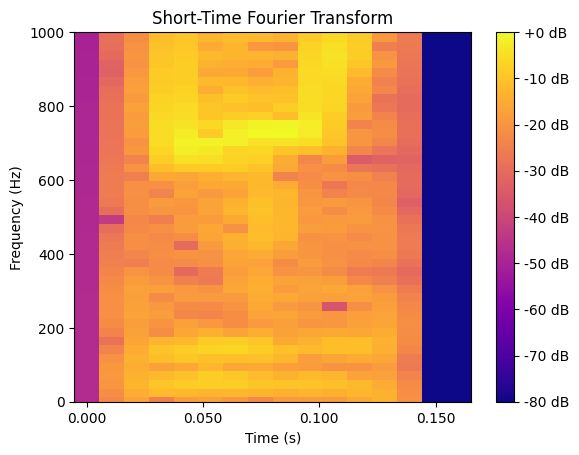 Short-Time Fourier Transform
1000
800
600
400
200
0
Frequency (Hz)
0.000
0.050
0.100
0.150
Time (s)
+0 dB
-10 dB
-20 dB
-30 dB
-40 dB
-50 dB
-60 dB
-70 dB
-80 dB